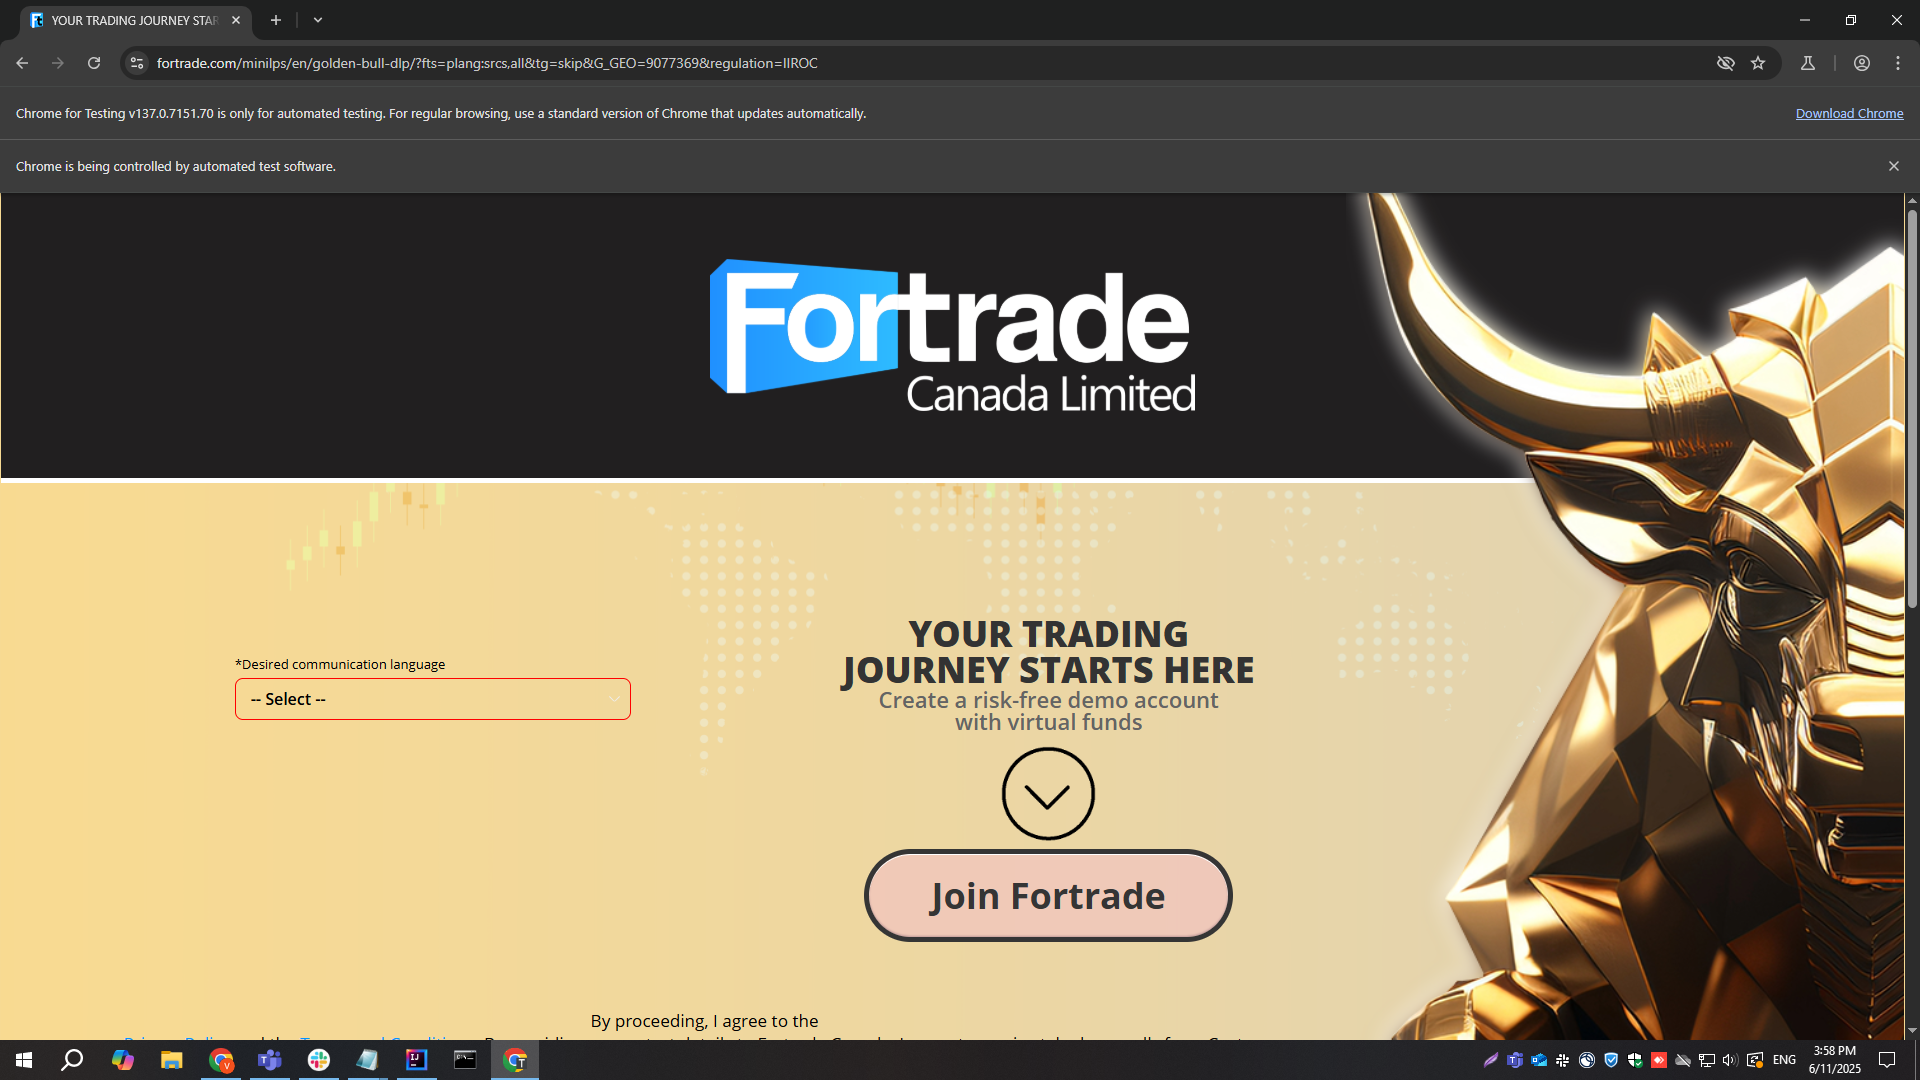 YOUR TRADING JOURNEY STAR
fortrade.com/minilps/en/golden-bull-dlp/?fts=plang:srcs,all&tg=skip&G_GEO=9077369&regulation=IIROC
Chrome for Testing v137.0.7151.70 is only for automated testing. For regular browsing, use a standard version of Chrome that updates automatically.
Download Chrome
Chrome is being controlled by automated test software.
Fortrade
Canada Limited
YOUR TRADING
JOURNEY STARTS HERE
Create a risk-free demo account
with virtual funds
*Desired communication language
-- Select --
Join Fortrade
By proceeding, I agree to the
ENG
3:58 PM
6/11/2025